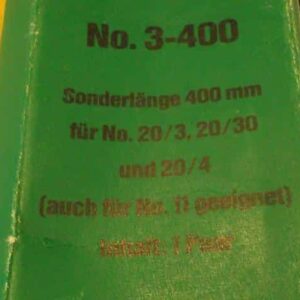 No. 3-400
Sonderlänge 400 mm
für No. 20/3, 20/30
und 20/4
(auch für No. 11 geeignet)
Inhalt: 1 Paar